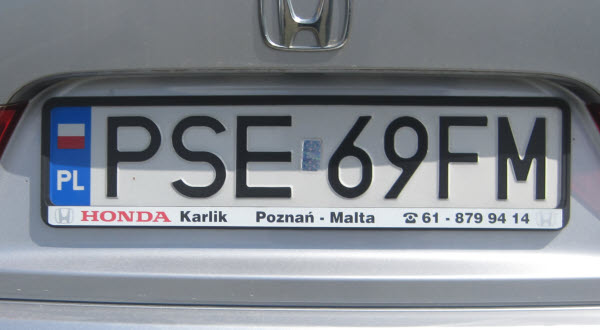 PL PSE 69FM
HONDA Karlik Poznań - Malta ☎ 61 - 879 94 14